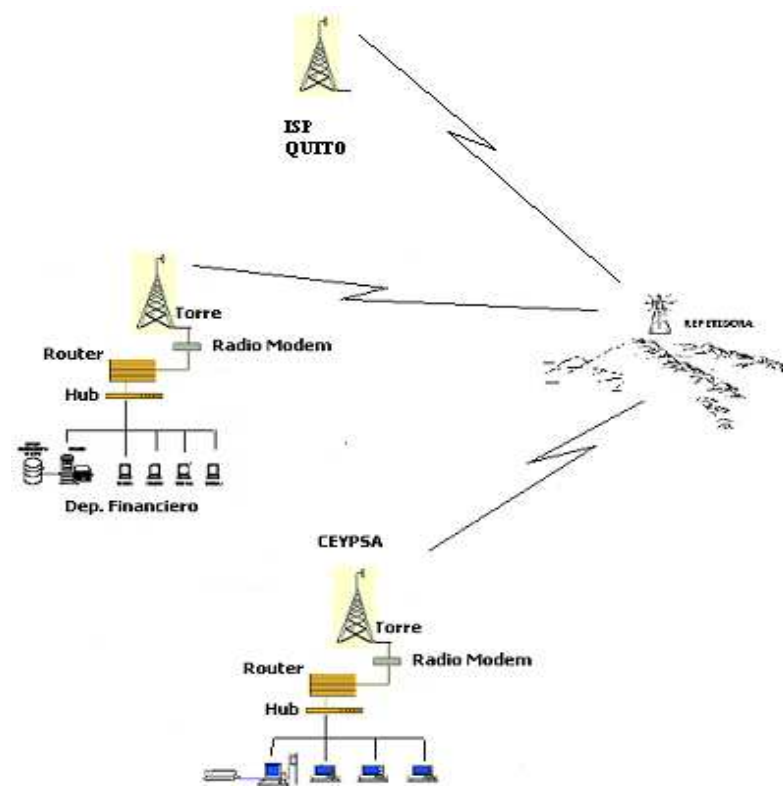 ISP
QUITO
Torre
Radio Modem
Router
Hub
REPETIDORA
Dep. Financiero
CEYPSA
Torre
Radio Modem
Router
Hub